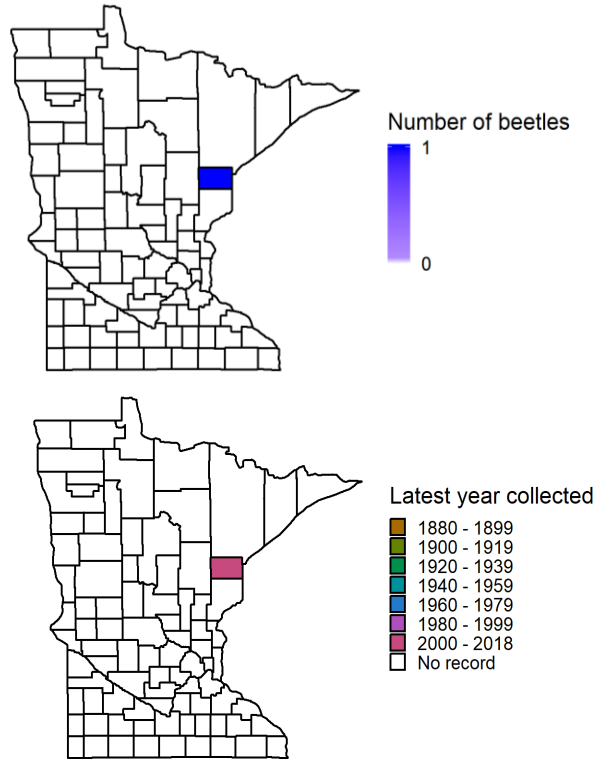 Number of beetles
1
0
Latest year collected
1880 - 1899
1900 - 1919
1920 - 1939
1940 - 1959
1960 - 1979
1980 - 1999
2000 - 2018
No record